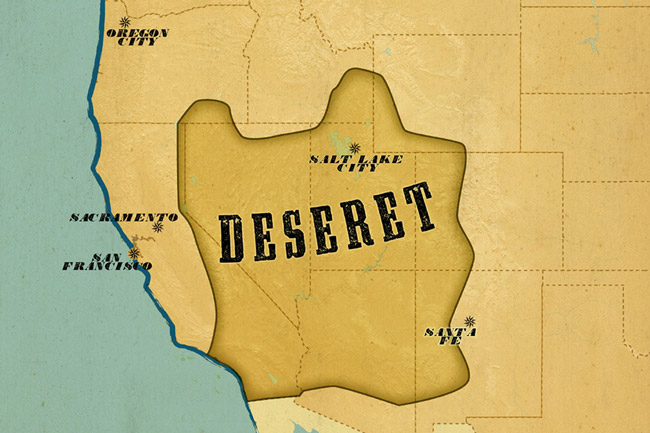 OREGON
CITY
SALT LAKE
CITY
DESERET
SACRAMENTO
SAN
FRANCISCO
SANTA
FE